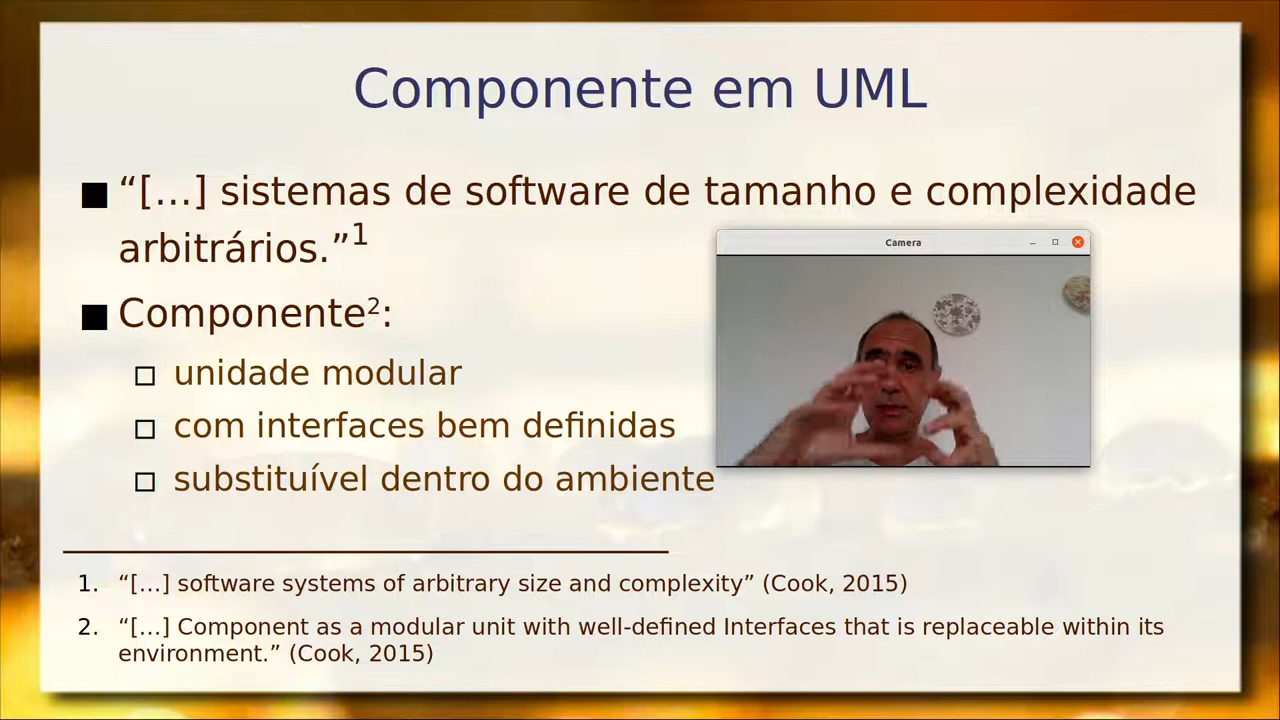 Componente em UML
■ “[…] sistemas de software de tamanho e complexidade
arbitrários.”1
Camera
■ Componente2:
□ unidade modular
□ com interfaces bem definidas
□ substituível dentro do ambiente
1. “[…] software systems of arbitrary size and complexity” (Cook, 2015)
2. “[…] Component as a modular unit with well-defined Interfaces that is replaceable within its
environment.” (Cook, 2015)